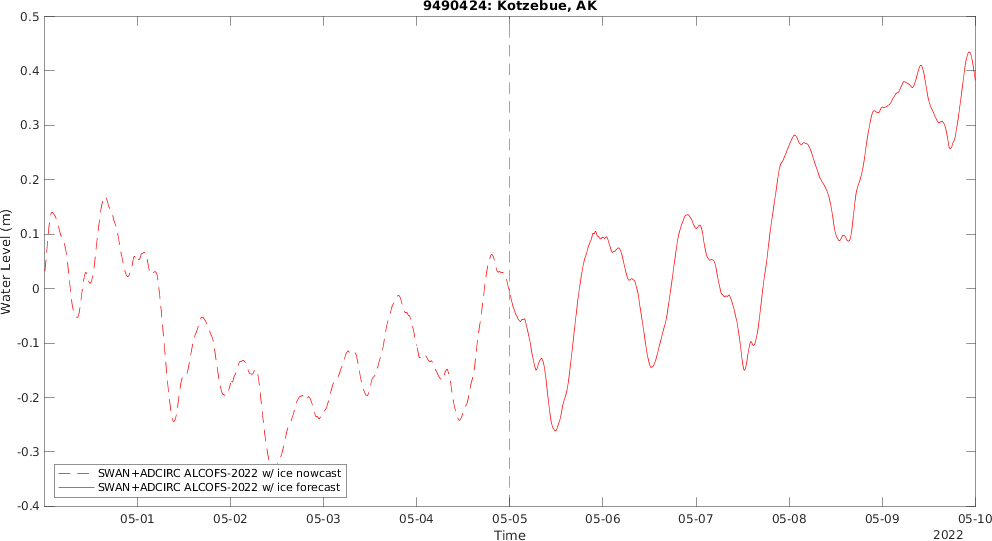 9490424: Kotzebue, AK
0.5
0.4
0.3
0.2
0.1
0
-0.1
-0.2
-0.3
-0.4
Water Level (m)
SWAN+ADCIRC ALCOFS-2022 w/ ice nowcast
SWAN+ADCIRC ALCOFS-2022 w/ ice forecast
05-01 05-02 05-03 05-04 05-05 05-06 05-07 05-08 05-09 05-10
Time
2022